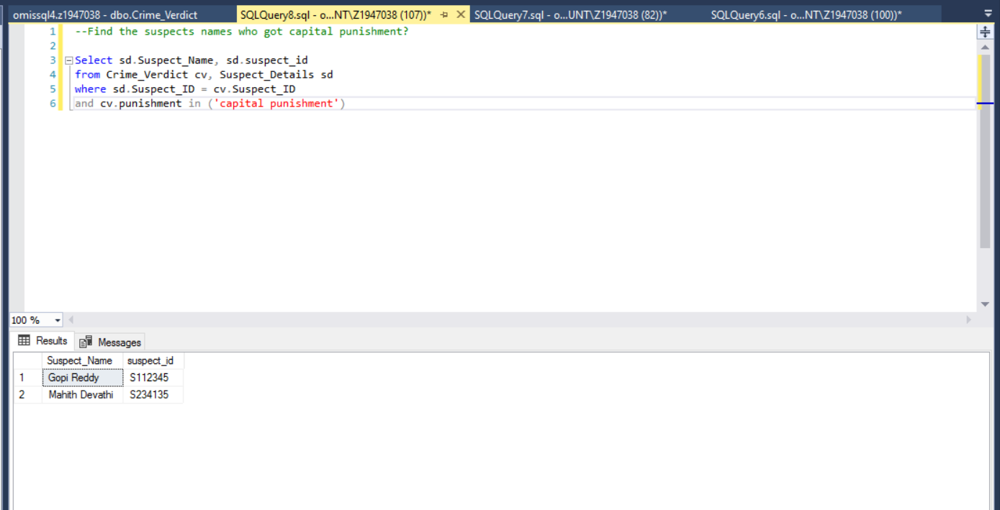 omissql4.z1947038 - dbo.Crime_Verdict SQLQuery8.sql - o...NT\Z1947038 (107))* SQLQuery7.sql - o...UNT\Z1947038 (82))* SQLQuery6.sql - o...NT\Z1947038 (100))*
1 --Find the suspects names who got capital punishment?
2
3 Select sd.Suspect_Name, sd.suspect_id
4 from Crime_Verdict cv, Suspect_Details sd
5 where sd.Suspect_ID = cv.Suspect_ID
6 and cv.punishment in ('capital punishment')
100 %
Results Messages
Suspect_Name suspect_id
1 Gopi Reddy S112345
2 Mahith Devathi S234135